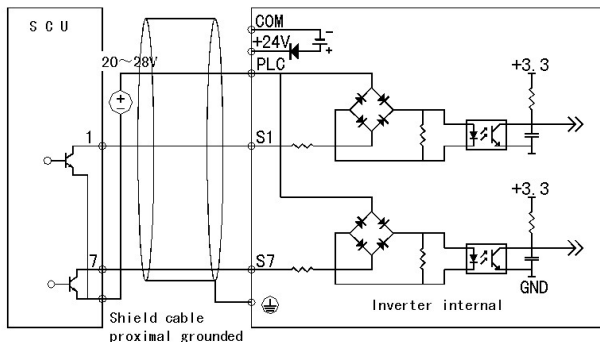 SCU
COM
+24V
20～28V
PLC
+3.3
1
S1
+3.3
7
S7
GND
Shield cable
proximal grounded
Inverter internal